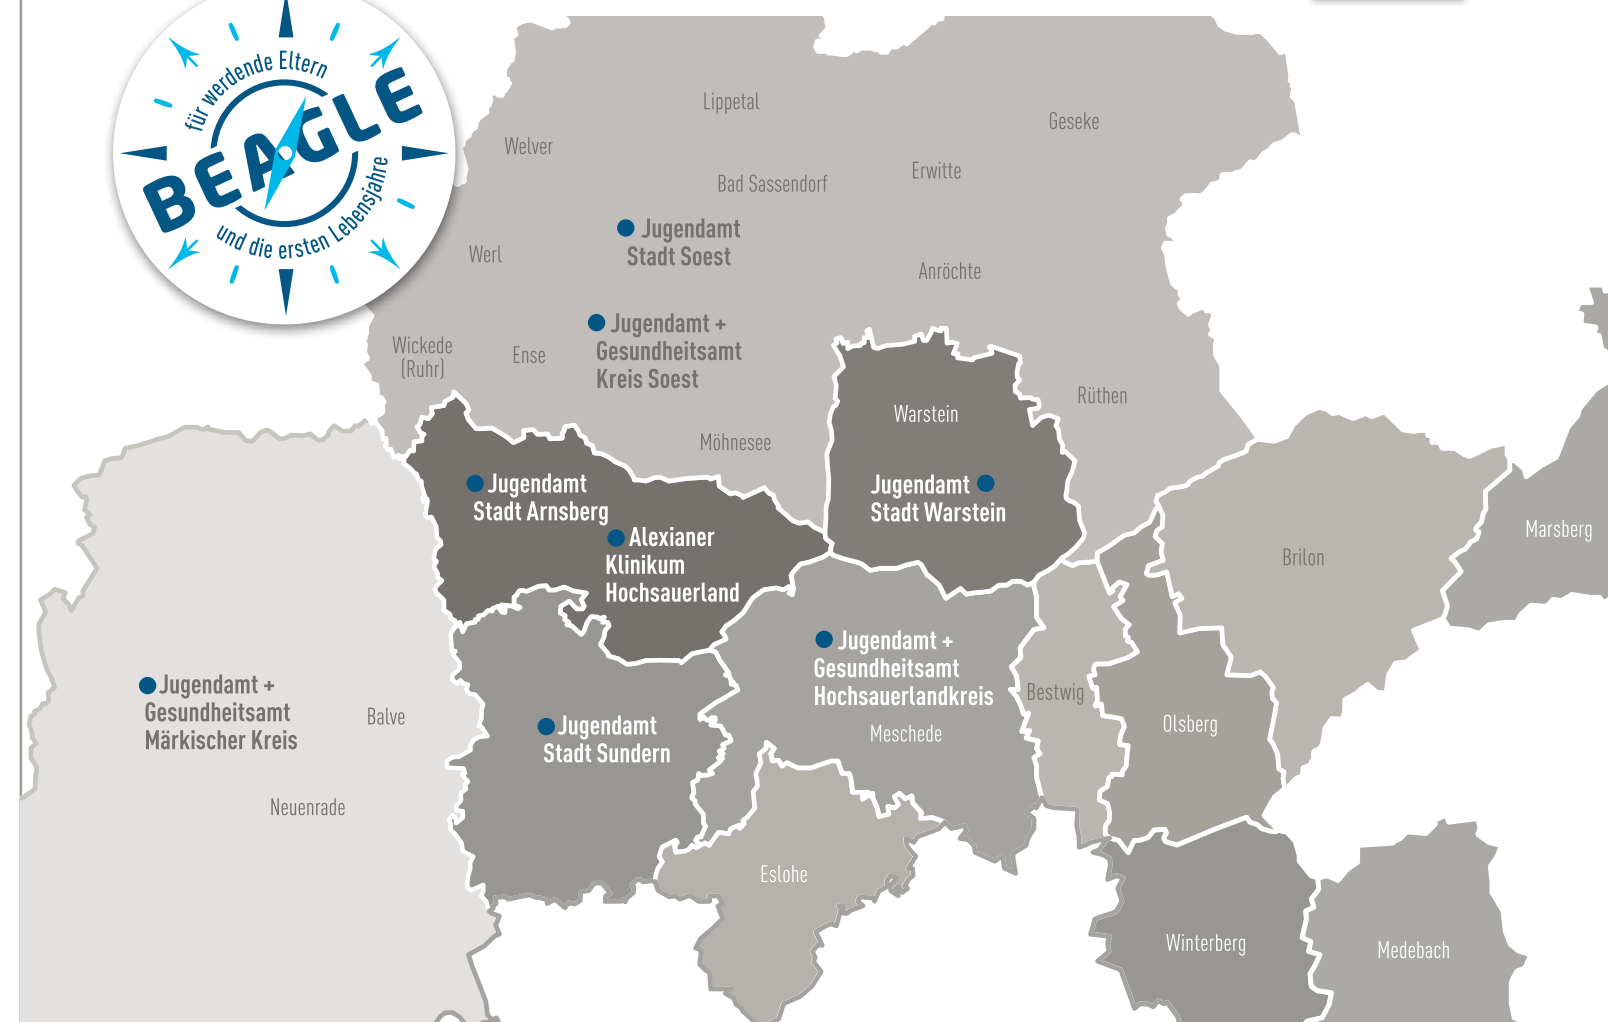 für werdende Eltern
BEAGLE
und die ersten Lebensjahre
Lippetal
Geseke
Welver
Erwitte
Bad Sassendorf
Jugendamt
Stadt Soest
Werl
Anröchte
Jugendamt +
Gesundheitsamt
Kreis Soest
Wickede
(Ruhr)
Ense
Rüthen
Warstein
Möhnesee
Jugendamt
Stadt Arnsberg
Jugendamt
Stadt Warstein
Alexianer
Klinikum
Hochsauerland
Marsberg
Brilon
Jugendamt +
Gesundheitsamt
Hochsauerlandkreis
Meschede
Bestwig
Jugendamt +
Gesundheitsamt
Märkischer Kreis
Balve
Jugendamt
Stadt Sundern
Olsberg
Neuenrade
Eslohe
Winterberg
Medebach